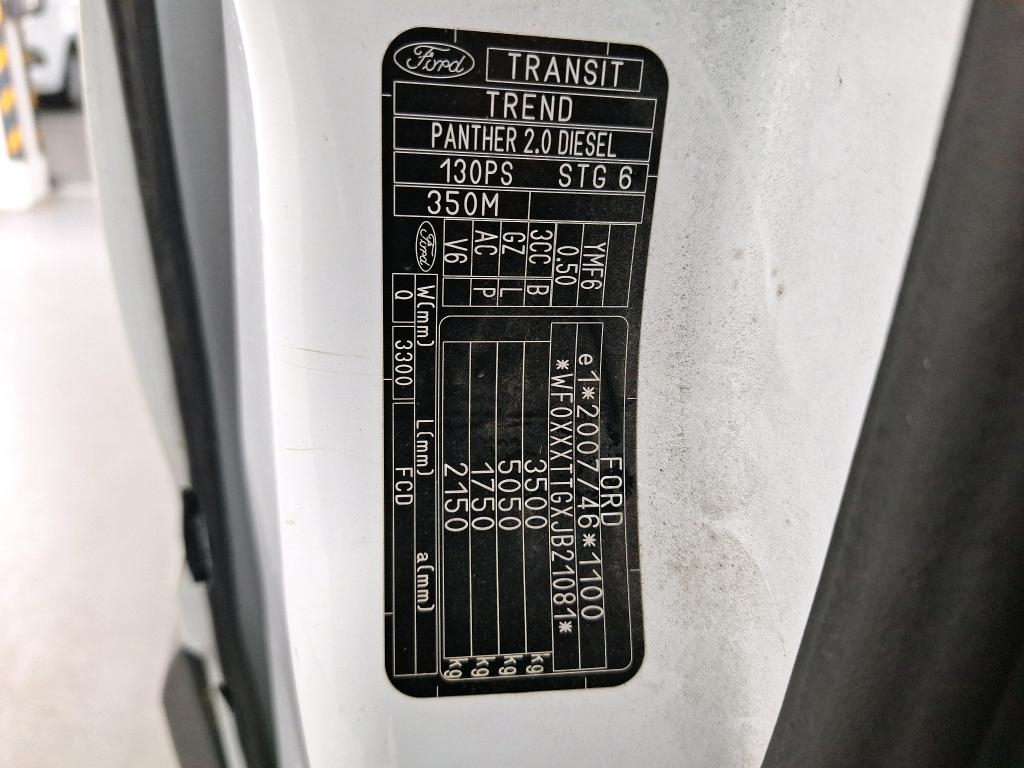 Ford TRANSIT
TREND
PANTHER 2.0 DIESEL
130PS STG 6
350M
YMF6
0.50
3CC B
GZ L
AC P
V6
Ford
FORD
e1*2007/46*1100
*WF0XXXTTGXJB21081*
3500 kg
5050 kg
1750 kg
2150 kg
W(mm) L(mm) a(mm)
Q 3300 FCD